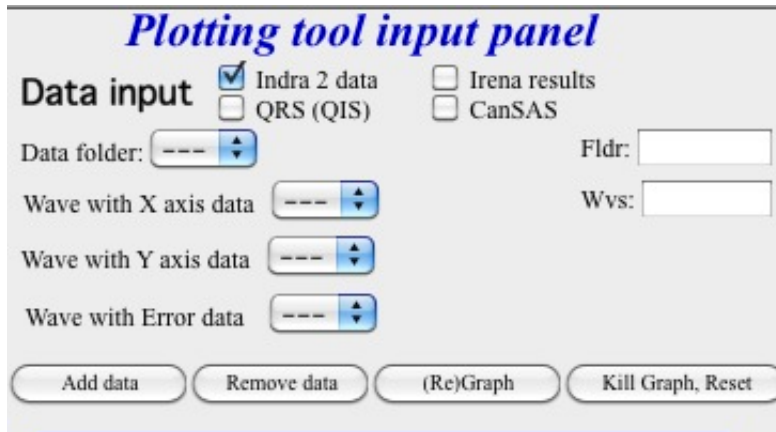 Plotting tool input panel
Data input Indra 2 data Irena results
QRS (QIS) CanSAS
Data folder: --- Fldr:
Wave with X axis data --- Wvs:
Wave with Y axis data ---
Wave with Error data ---
Add data Remove data (Re)Graph Kill Graph, Reset